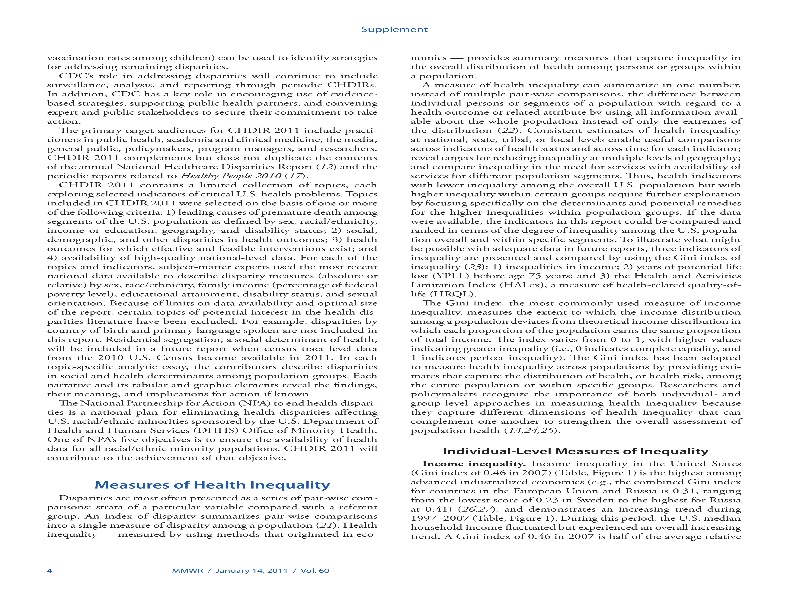 Supplement
vaccination rates among children) can be used to identify strategies
for addressing remaining disparities.
CDC's role in addressing disparities will continue to include
surveillance, analysis, and reporting through periodic CHDIRs.
In addition, CDC has a key role in encouraging use of evidence-
based strategies, supporting public health partners, and convening
expert and public stakeholders to secure their commitment to take
action.
The primary target audiences for CHDIR 2011 include practi-
tioners in public health, academia and clinical medicine, the media,
general public, policymakers, program managers, and researchers.
CHDIR 2011 complements but does not duplicate the contents
of the annual National Healthcare Disparities Report (12) and the
periodic reports related to Healthy People 2010 (17).
CHDIR 2011 contains a limited collection of topics, each
exploring selected indicators of critical U.S. health problems. Topics
included in CHDIR 2011 were selected on the basis of one or more
of the following criteria: 1) leading causes of premature death among
segments of the U.S. population as defined by sex, racial/ethnicity,
income or education, geography, and disability status; 2) social,
demographic, and other disparities in health outcomes; 3) health
outcomes for which effective and feasible interventions exist; and
4) availability of high-quality national-level data. For each of the
topics and indicators, subject-matter experts used the most recent
national data available to describe disparity measures (absolute or
relative) by sex, race/ethnicity, family income (percentage of federal
poverty level), educational attainment, disability status, and sexual
orientation. Because of limits on data availability and optimal size
of the report, certain topics of potential interest in the health dis-
parities literature have been excluded. For example, disparities by
country of birth and primary language spoken are not included in
this report. Residential segregation, a social determinant of health,
will be included in a future report when census tract level data
from the 2010 U.S. Census become available in 2011. In each
topic-specific analytic essay, the contributors describe disparities
in social and health determinants among population groups. Each
narrative and its tabular and graphic elements reveal the findings,
their meaning, and implications for action if known.
The National Partnership for Action (NPA) to end health dispari-
ties is a national plan for eliminating health disparities affecting
U.S. racial/ethnic minorities sponsored by the U.S. Department of
Health and Human Services (DHHS) Office of Minority Health.
One of NPA's five objectives is to ensure the availability of health
data for all racial/ethnic minority populations. CHDIR 2011 will
contribute to the achievement of that objective.
Measures of Health Inequality
Disparities are most often presented as a series of pair-wise com-
parisons: strata of a particular variable compared with a referent
group. An index of disparity summarizes pair-wise comparisons
into a single measure of disparity among a population (22). Health
inequality — measured by using methods that originated in eco-
nomics — provides summary measures that capture inequality in
the overall distribution of health among persons or groups within
a population.
A measure of health inequality can summarize in one number,
instead of multiple pair-wise comparisons, the difference between
individual persons or segments of a population with regard to a
health outcome or related attribute by using all information avail-
able about the whole population instead of only the extremes of
the distribution (22). Consistent estimates of health inequality
at national, state, tribal, or local levels enable useful comparisons
across indicators of health status and across time for each indicator;
reveal targets for reducing inequality at multiple levels of geography;
and compare inequality in the need for services with availability of
services for different population segments. Thus, health indicators
with lower inequality among the overall U.S. population but with
higher inequality within certain groups require further exploration
by focusing specifically on the determinants and potential remedies
for the higher inequalities within population groups. If the data
were available, the indicators in this report could be compared and
ranked in terms of the degree of inequality among the U.S. popula-
tion overall and within specific segments. To illustrate what might
be possible with adequate data in future reports, three indicators of
inequality are presented and compared by using the Gini index of
inequality (23): 1) inequalities in income; 2) years of potential life
lost (YPLL) before age 75 years; and 3) the Health and Activities
Limitation Index (HALex), a measure of health-related quality-of-
life (HRQL).
The Gini index, the most commonly used measure of income
inequality, measures the extent to which the income distribution
among a population deviates from theoretical income distribution in
which each proportion of the population earns the same proportion
of total income. The index varies from 0 to 1, with higher values
indicating greater inequality (i.e., 0 indicates complete equality, and
1 indicates perfect inequality). The Gini index has been adapted
to measure health inequality across populations by providing esti-
mates that capture the distribution of health, or health risk, among
the entire population or within specific groups. Researchers and
policymakers recognize the importance of both individual- and
group-level approaches in measuring health inequality because
they capture different dimensions of health inequality that can
complement one another to strengthen the overall assessment of
population health (14,24,25).
Individual-Level Measures of Inequality
Income inequality. Income inequality in the United States
(Gini index of 0.46 in 2007) (Table, Figure 1) is the highest among
advanced industrialized economies (e.g., the combined Gini index
for countries in the European Union and Russia is 0.31, ranging
from the lowest score of 0.23 in Sweden to the highest for Russia
at 0.41) (26,27), and demonstrates an increasing trend during
1997–2007 (Table, Figure 1). During this period, the U.S. median
household income fluctuated but experienced an overall increasing
trend. A Gini index of 0.46 in 2007 is half of the average relative
4 MMWR / January 14, 2011 / Vol. 60